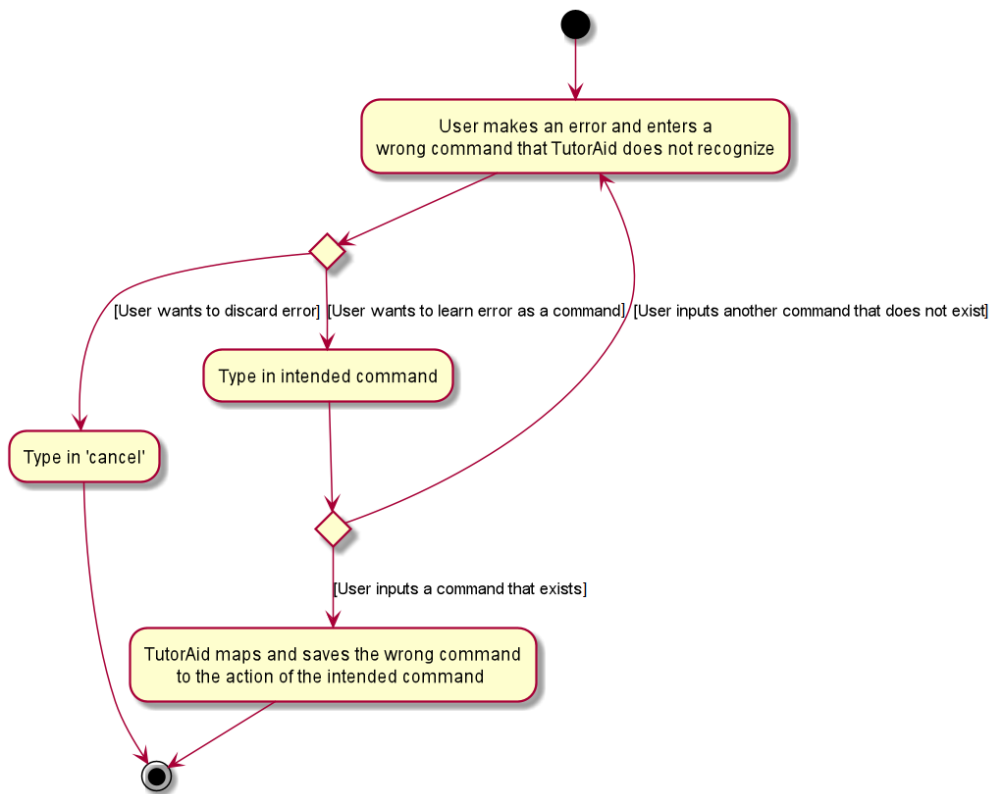 User makes an error and enters a
wrong command that TutorAid does not recognize
[User wants to discard error]
[User wants to learn error as a command]
[User inputs another command that does not exist]
Type in intended command
Type in 'cancel'
[User inputs a command that exists]
TutorAid maps and saves the wrong command
to the action of the intended command